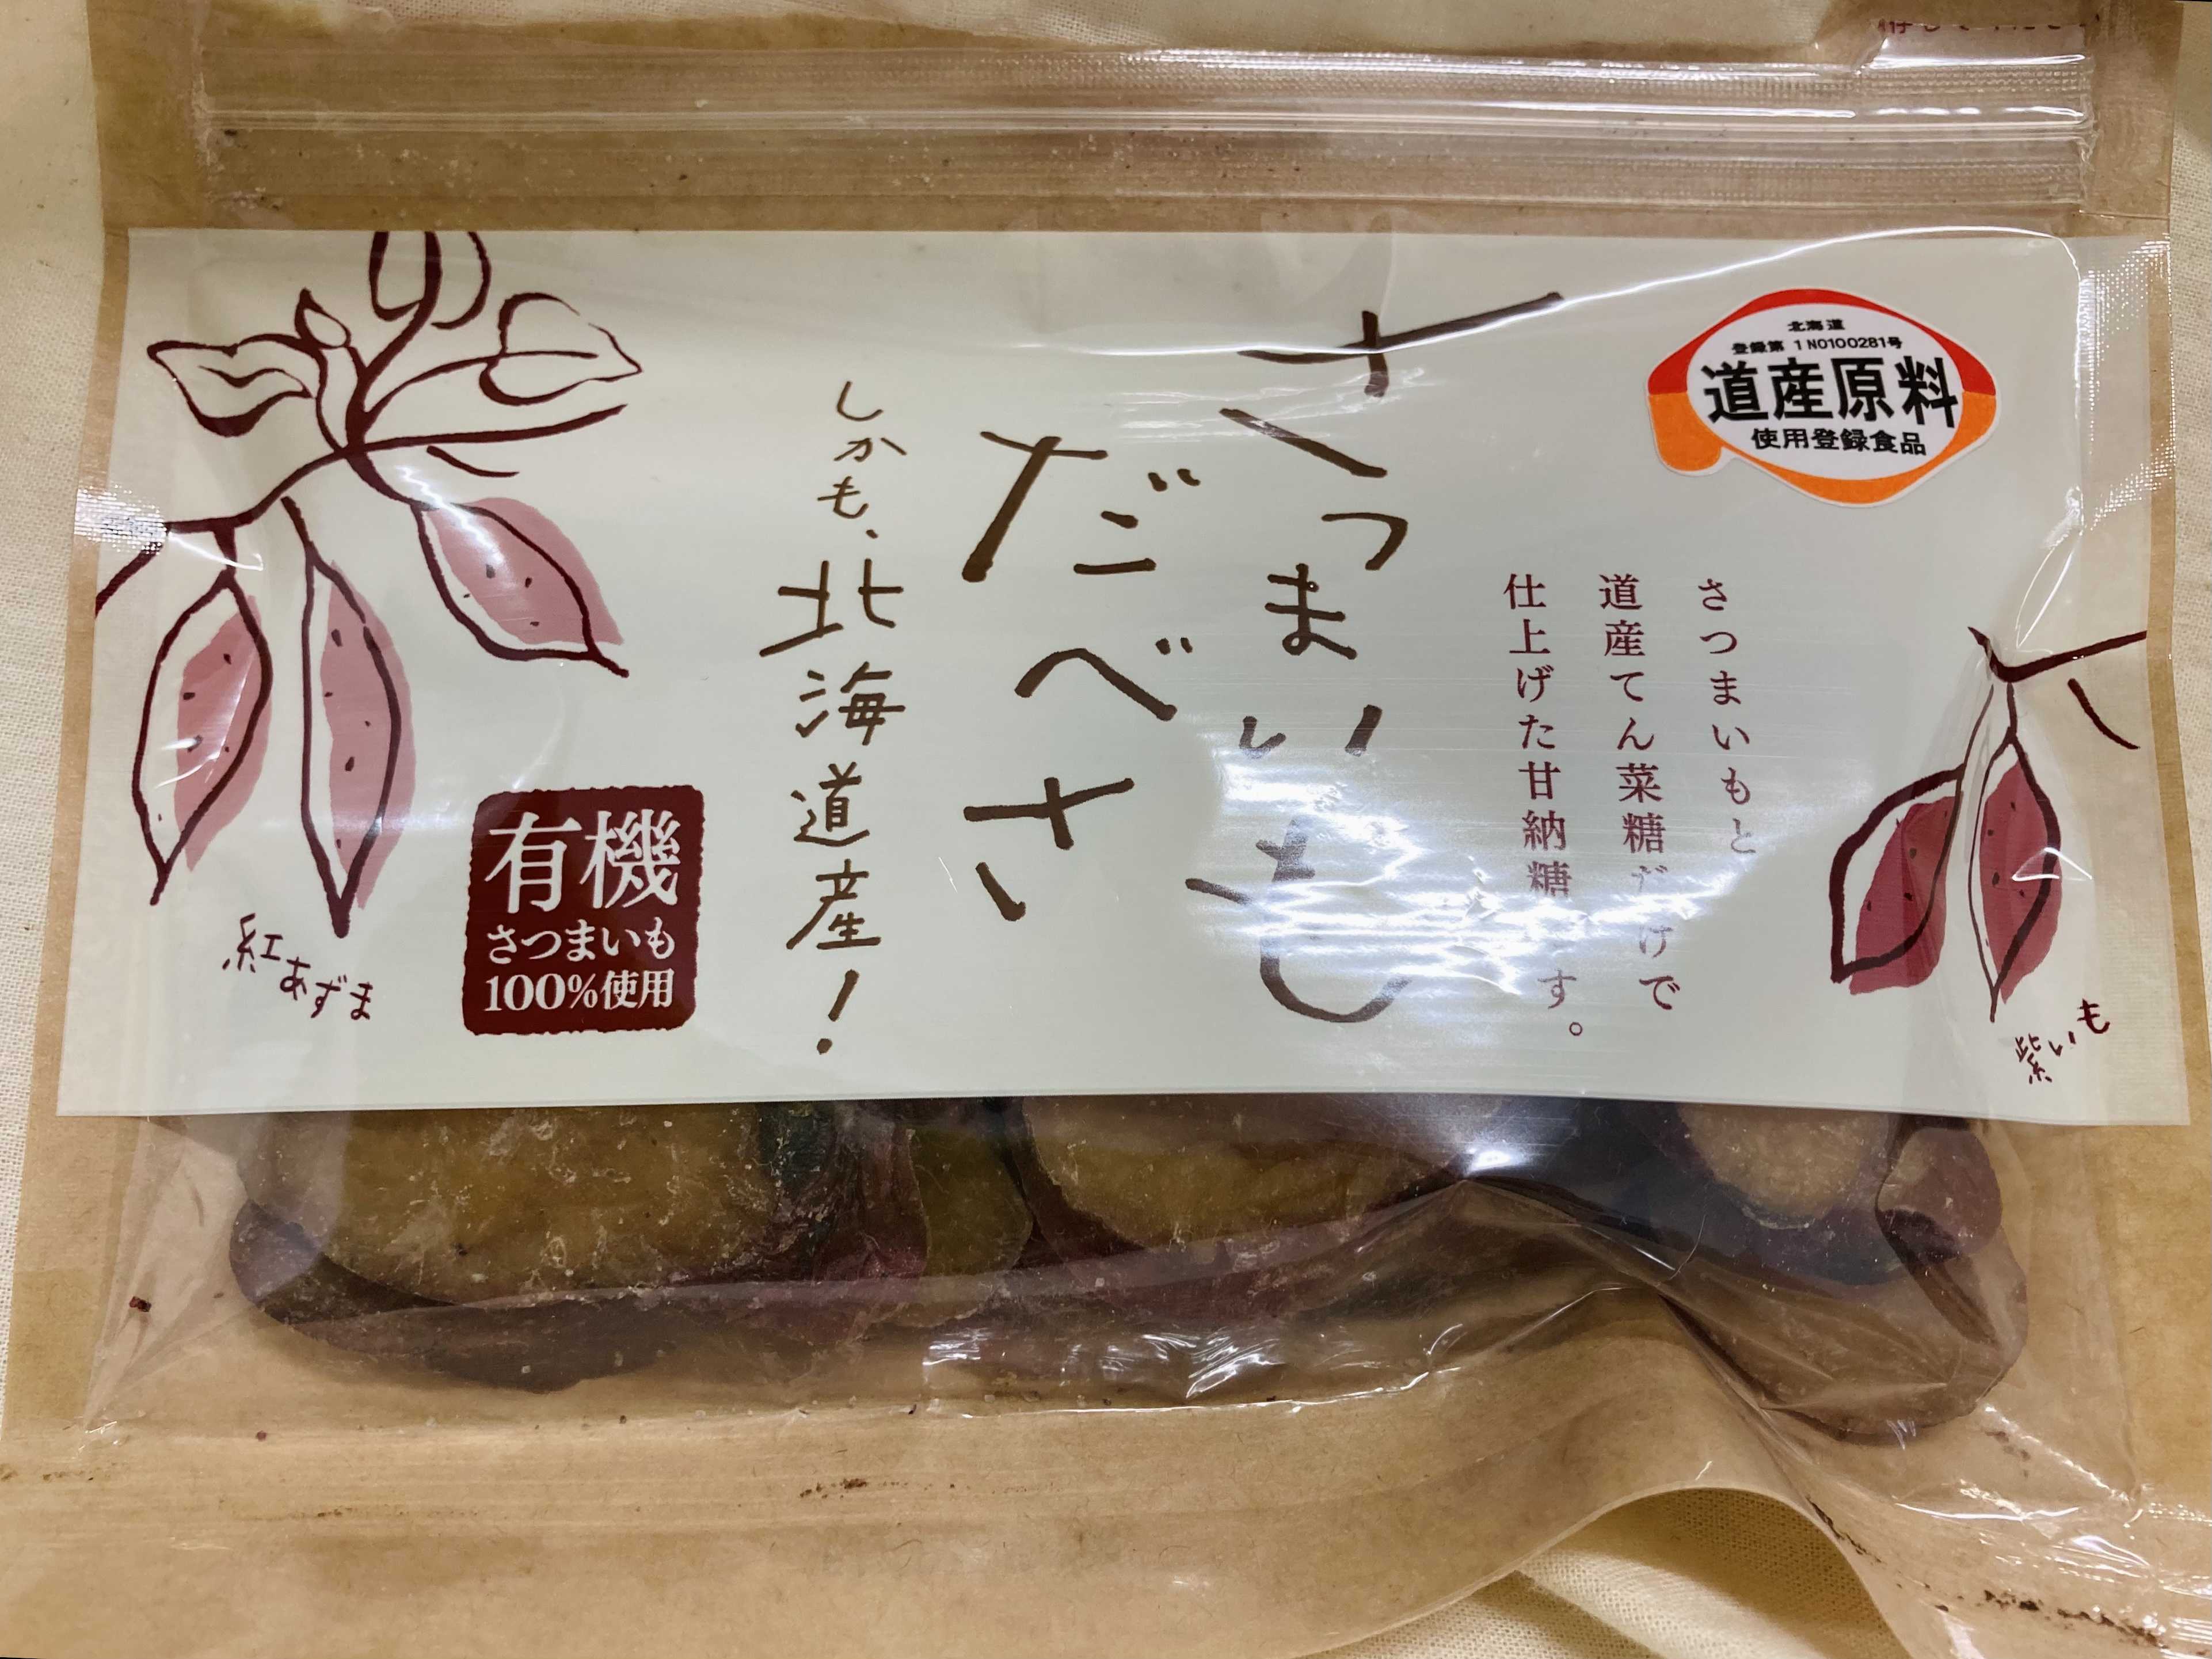 北海道
登録第 1N0100281号
道産原料
使用登録食品
さつまいもと
道産てん菜糖だけで
仕上げた甘納糖です。
さつまいも
だべさ
しかも、北海道産!
有機
さつまいも
100%使用
紅あずま
紫いも